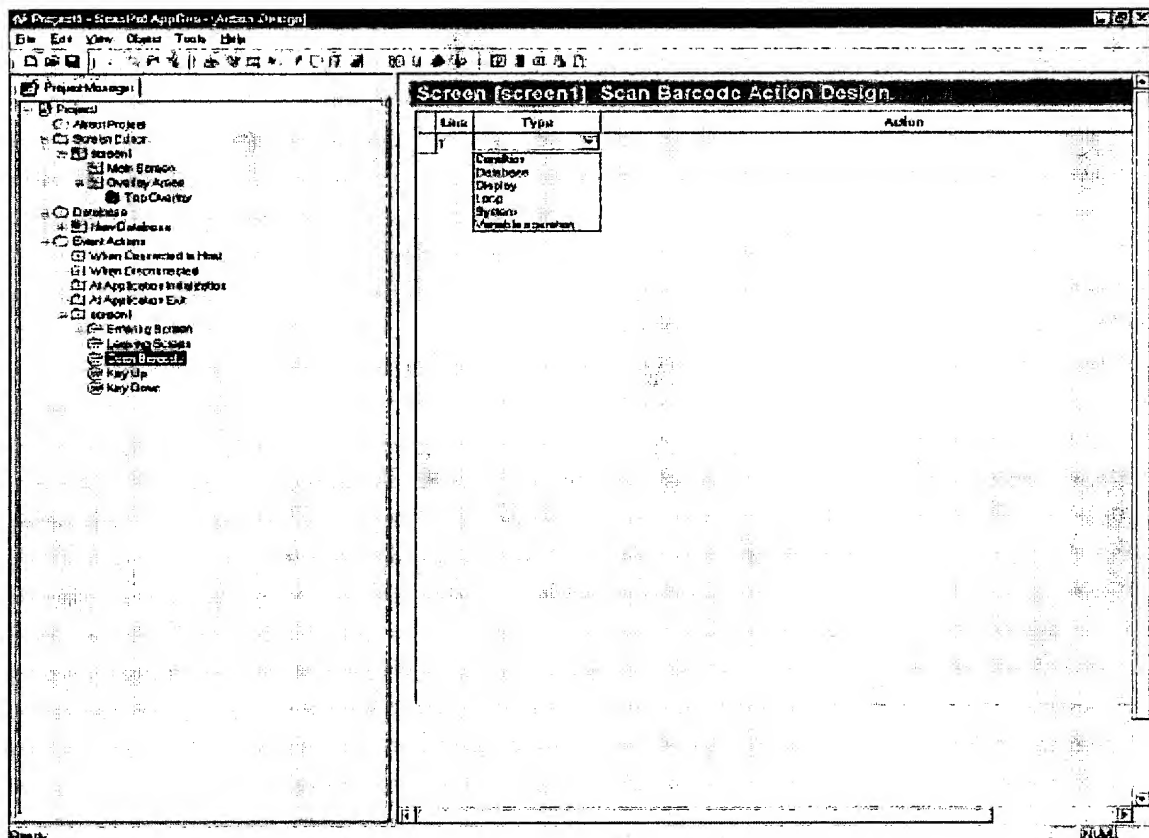 Project1 - ScanPal AppGen - [Action Design]
File Edit View Object Tools Help
Project Manager
Screen [screen1] Scan Barcode Action Design
Line Type Action
1
Condition
Database
Display
Loop
System
Variable operation
Project
About Project
Screen Editor
screen1
Main Screen
Overlay Areas
Top Overlay
Database
New Database
Event Actions
When Connected to Host
When Disconnected
At Application Initialization
At Application Exit
screen1
Entering Screen
Leaving Screen
Scan Barcode
Key Up
Key Down
Ready
NUM